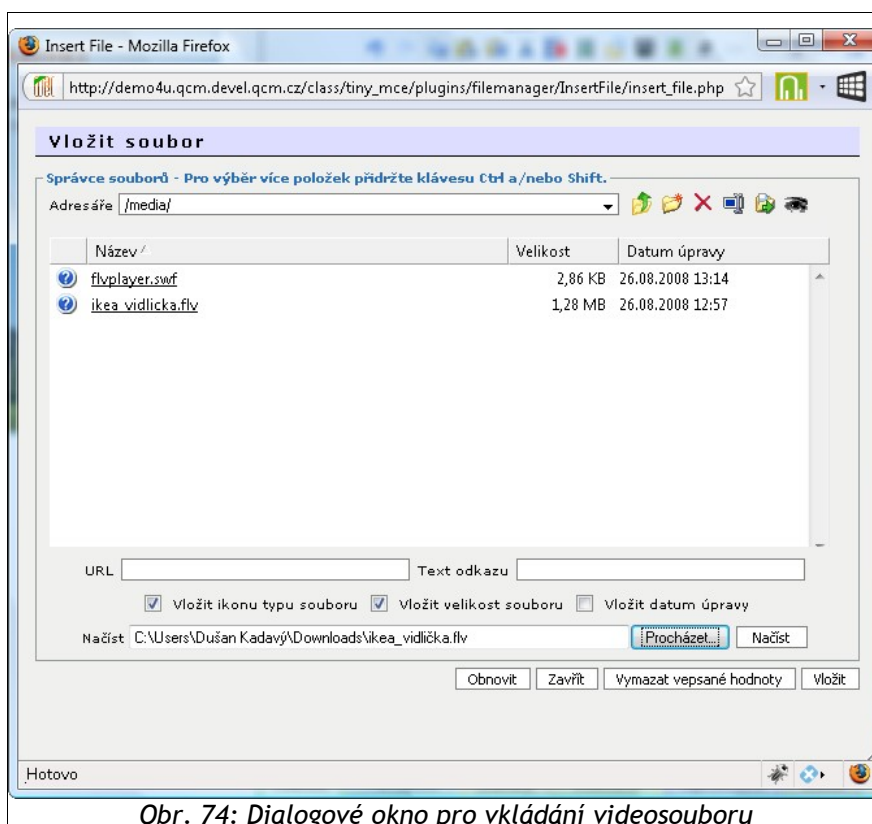 Insert File - Mozilla Firefox
http://demo4u.qcm.devel.qcm.cz/class/tiny_mce/plugins/filemanager/InsertFile/insert_file.php
Vložit soubor
Správce souborů - Pro výběr více položek přidržte klávesu Ctrl a/nebo Shift.
Adresáře /media/
Název Velikost Datum úpravy
flvplayer.swf 2,86 KB 26.08.2008 13:14
ikea_vidlicka.flv 1,28 MB 26.08.2008 12:57
URL Text odkazu
Vložit ikonu typu souboru Vložit velikost souboru Vložit datum úpravy
Načíst C:\Users\Dušan Kadavý\Downloads\ikea_vidlička.flv Procházet... Načíst
Obnovit Zavřít Vymazat vepsané hodnoty Vložit
Hotovo
Obr. 74: Dialogové okno pro vkládání videosouboru